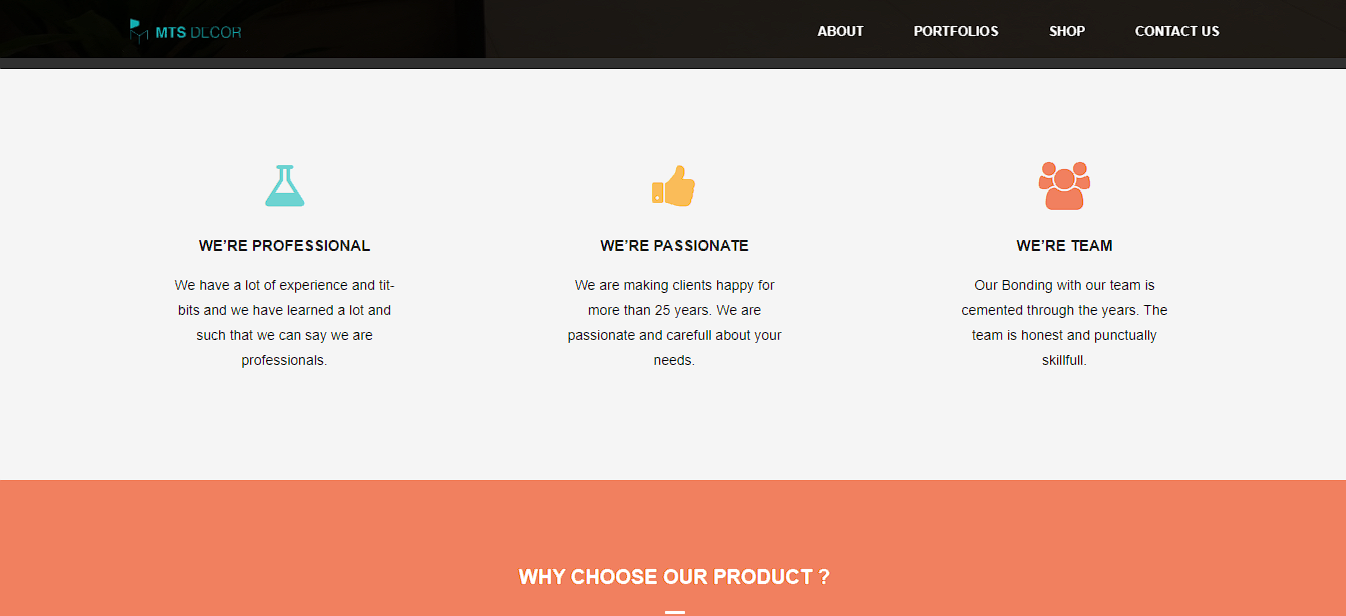 MTS DECOR
ABOUT PORTFOLIOS SHOP CONTACT US
WE'RE PROFESSIONAL
We have a lot of experience and tit-
bits and we have learned a lot and
such that we can say we are
professionals.
WE'RE PASSIONATE
We are making clients happy for
more than 25 years. We are
passionate and carefull about your
needs.
WE'RE TEAM
Our Bonding with our team is
cemented through the years. The
team is honest and punctually
skillfull.
WHY CHOOSE OUR PRODUCT ?